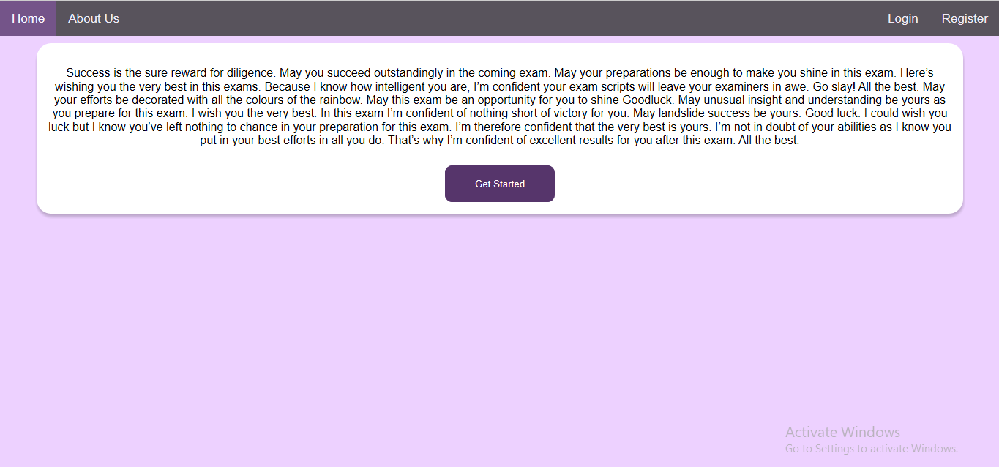 Home About Us Login Register
Success is the sure reward for diligence. May you succeed outstandingly in the coming exam. May your preparations be enough to make you shine in this exam. Here’s
wishing you the very best in this exams. Because I know how intelligent you are, I’m confident your exam scripts will leave your examiners in awe. Go slay! All the best. May
your efforts be decorated with all the colours of the rainbow. May this exam be an opportunity for you to shine Goodluck. May unusual insight and understanding be yours as
you prepare for this exam. I wish you the very best. In this exam I’m confident of nothing short of victory for you. May landslide success be yours. Good luck. I could wish you
luck but I know you’ve left nothing to chance in your preparation for this exam. I’m therefore confident that the very best is yours. I’m not in doubt of your abilities as I know you
put in your best efforts in all you do. That’s why I’m confident of excellent results for you after this exam. All the best.
Get Started
Activate Windows
Go to Settings to activate Windows.